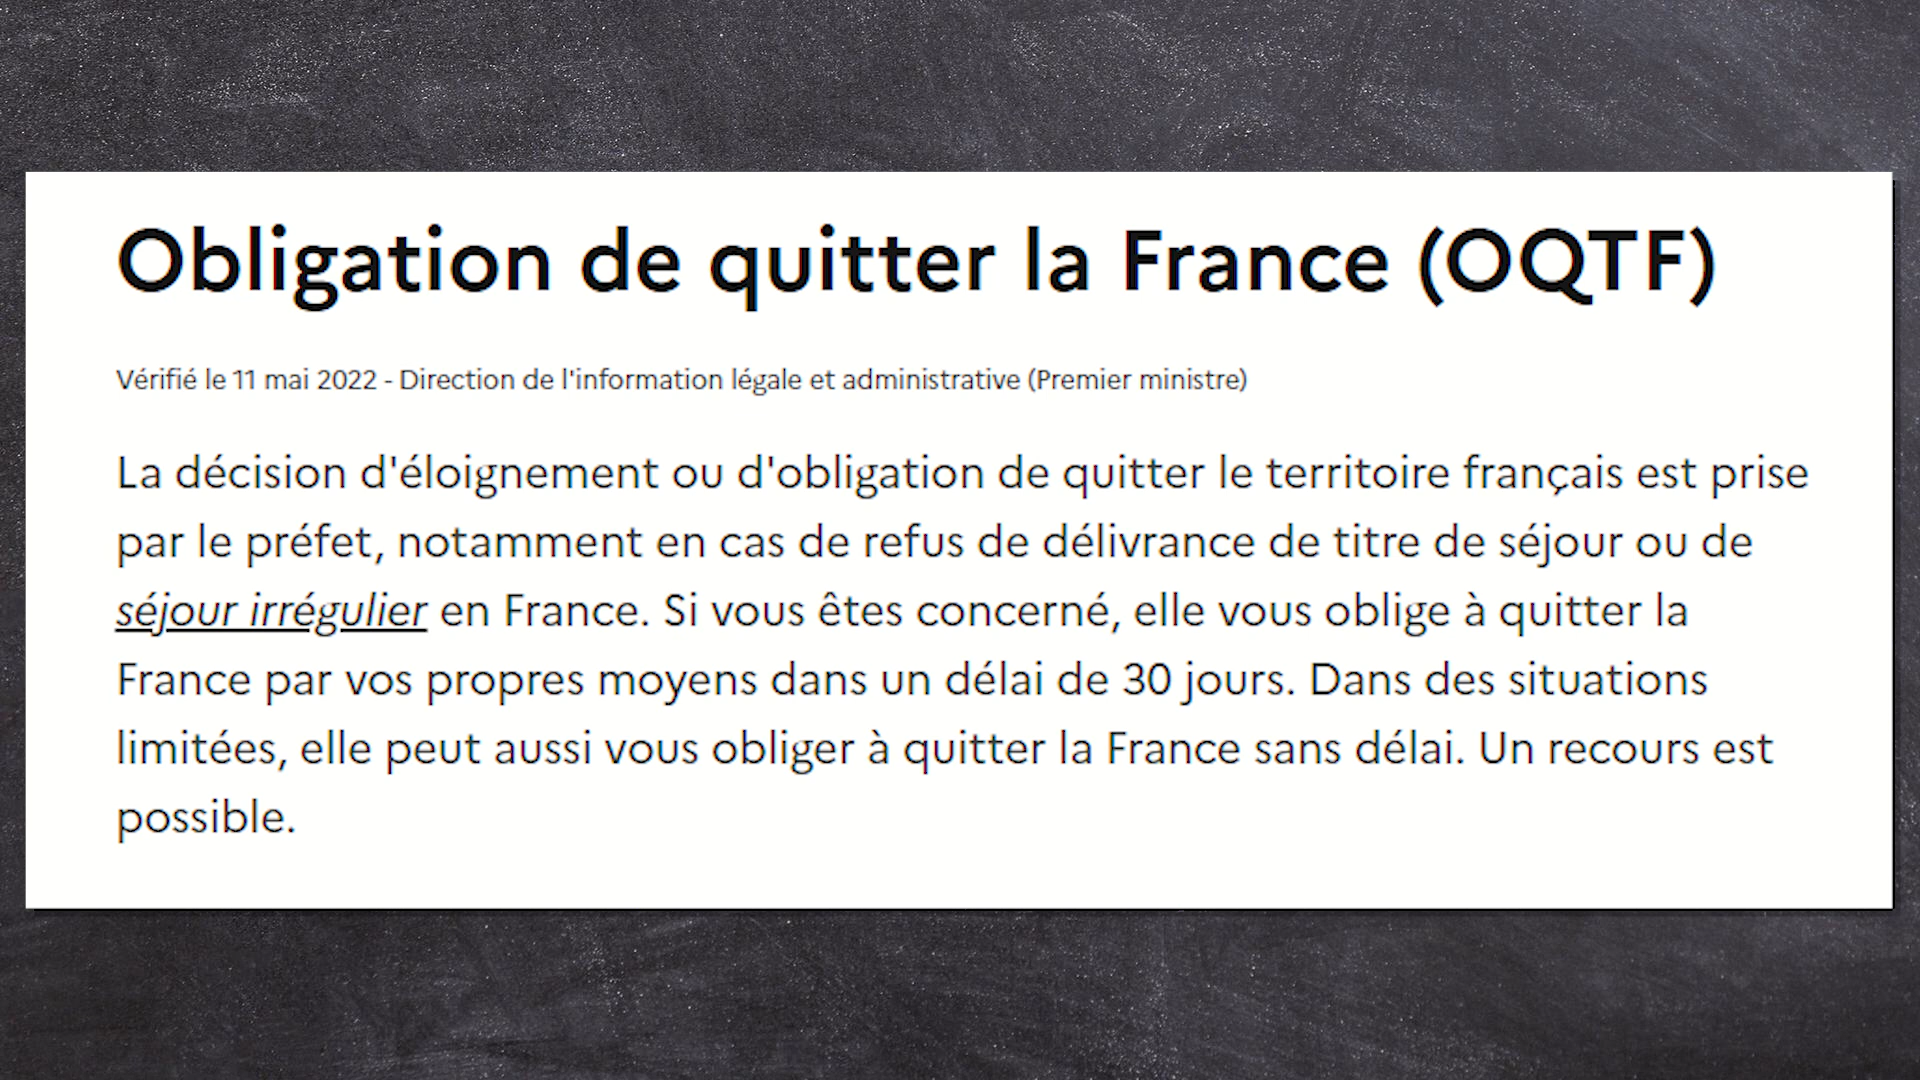 Obligation de quitter la France (OQTF)
Vérifié le 11 mai 2022 - Direction de l'information légale et administrative (Premier ministre)
La décision d'éloignement ou d'obligation de quitter le territoire français est prise
par le préfet, notamment en cas de refus de délivrance de titre de séjour ou de
séjour irrégulier en France. Si vous êtes concerné, elle vous oblige à quitter la
France par vos propres moyens dans un délai de 30 jours. Dans des situations
limitées, elle peut aussi vous obliger à quitter la France sans délai. Un recours est
possible.